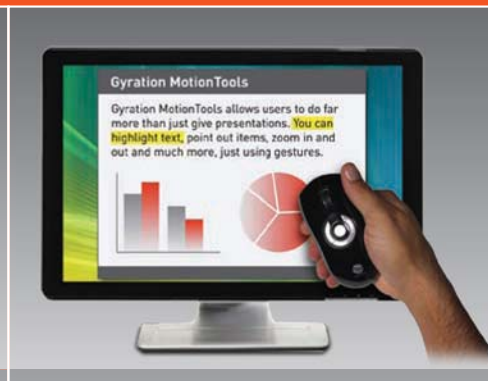 Gyration MotionTools
Gyration MotionTools allows users to do far
more than just give presentations. You can
highlight text, point out items, zoom in and
out and much more, just using gestures.